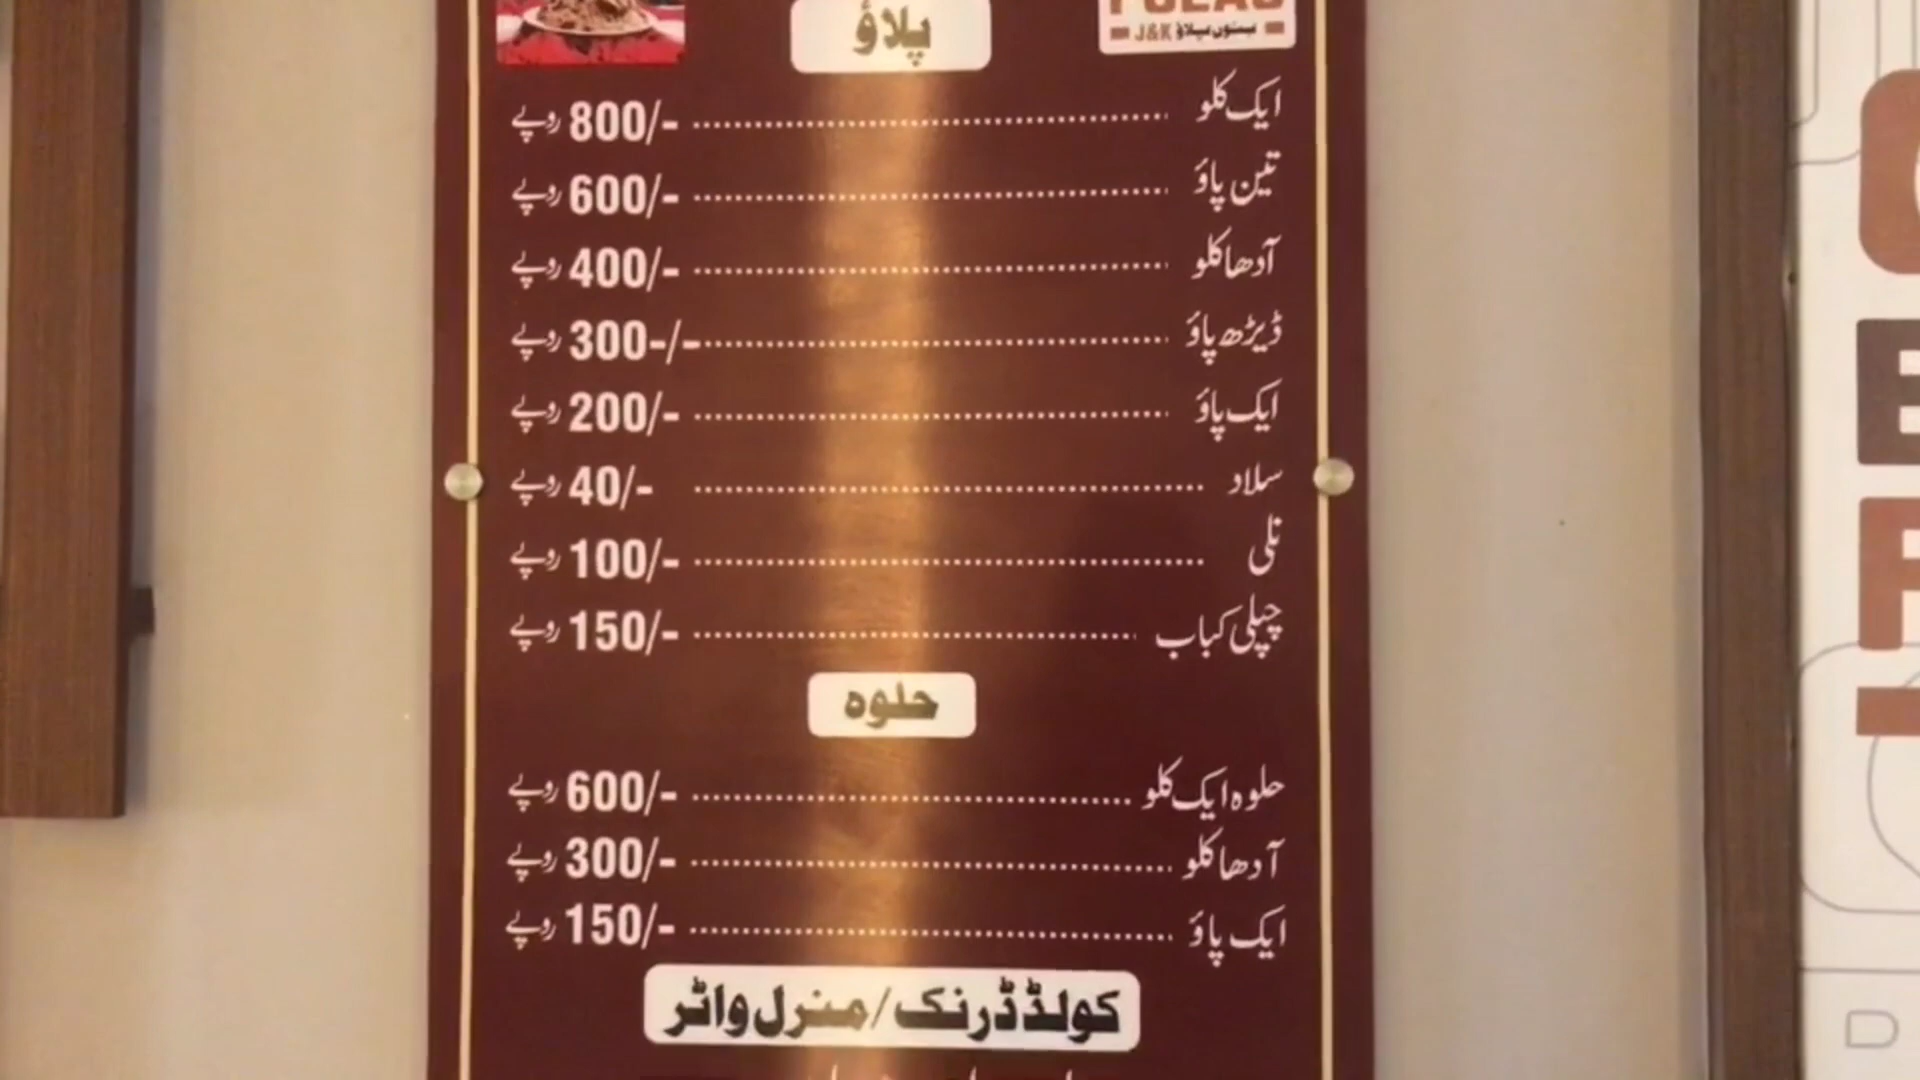 پلاؤ
J&K
ایک کلو 800/- روپے
تین پاؤ 600/- روپے
آدھا کلو 400/- روپے
ڈیڑھ پاؤ 300-/- روپے
ایک پاؤ 200/- روپے
سلاد 40/- روپے
نلی 100/- روپے
چپلی کباب 150/- روپے
حلوہ
حلوہ ایک کلو 600/- روپے
آدھا کلو 300/- روپے
ایک پاؤ 150/- روپے
کولڈ ڈرنک/منرل واٹر